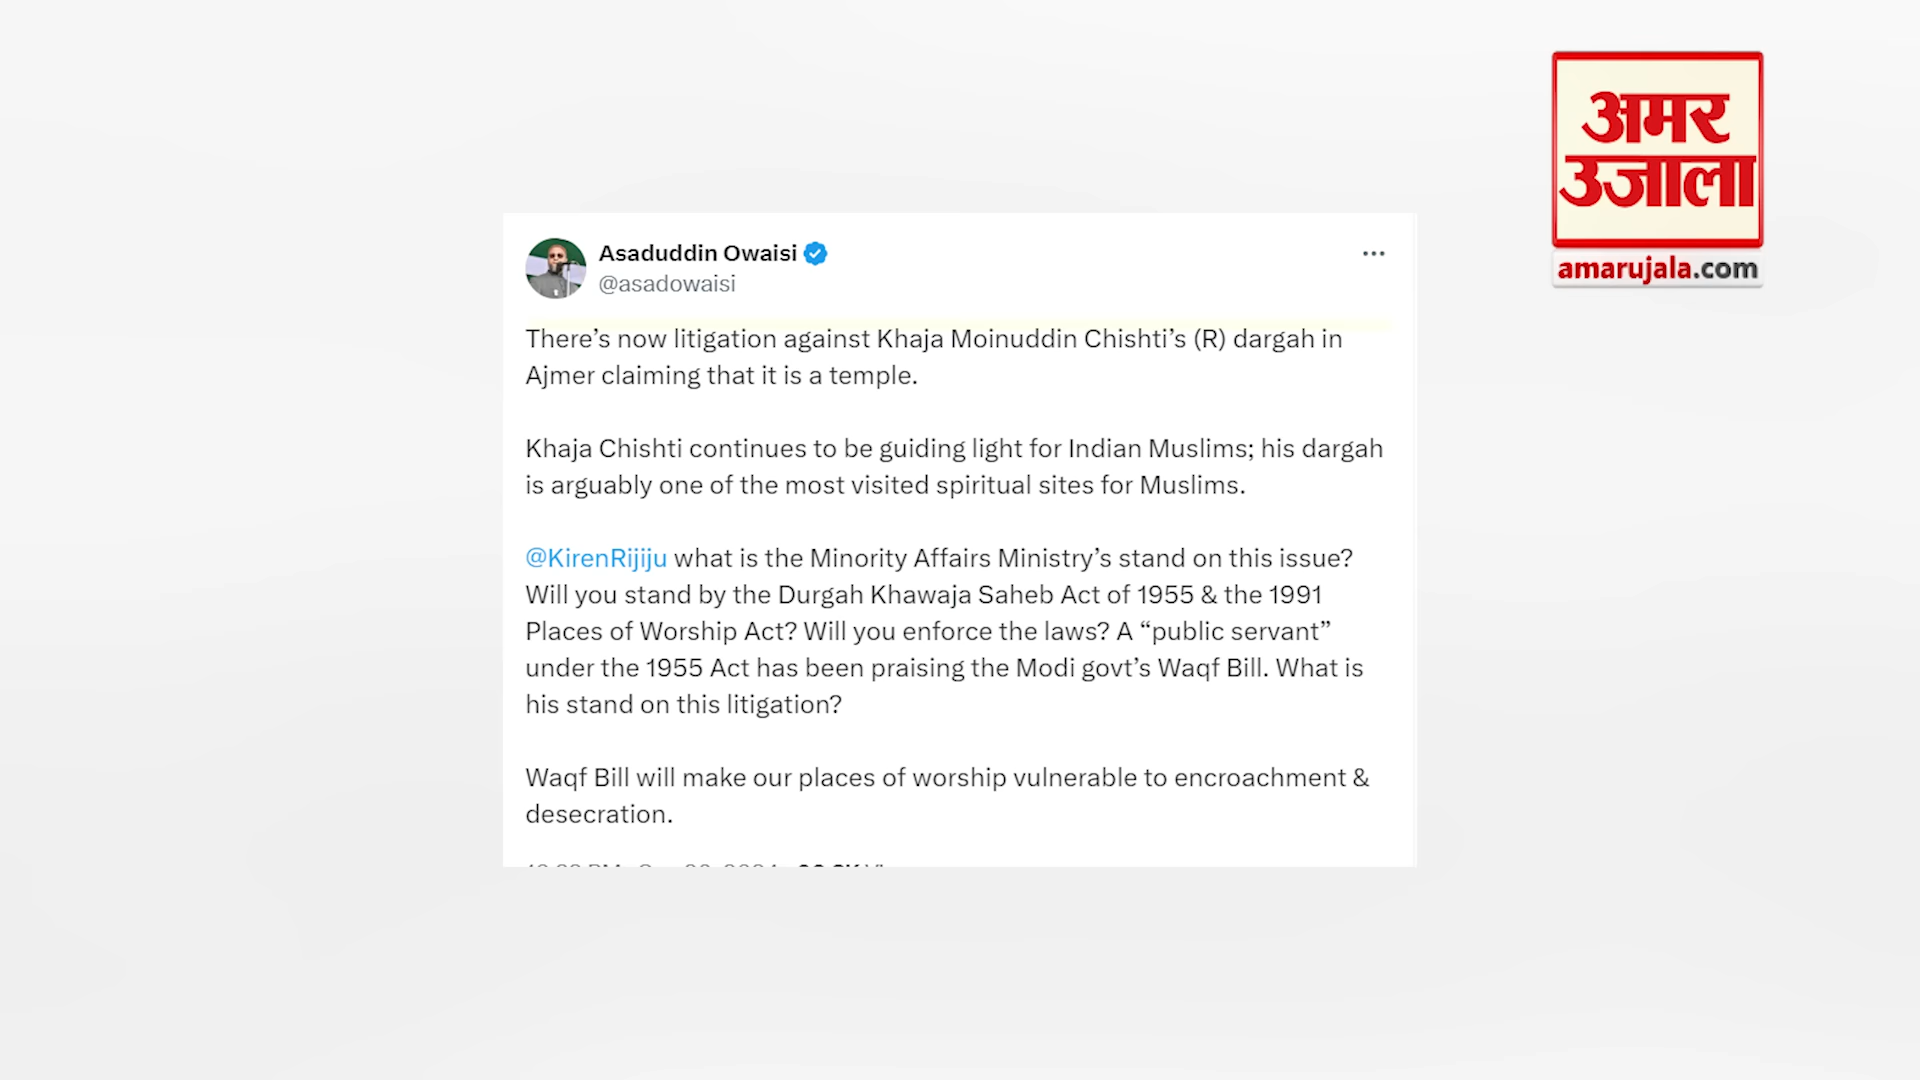 अमर
उजाला
amarujala.com
Asaduddin Owaisi
@asadowaisi
There’s now litigation against Khaja Moinuddin Chishti’s (R) dargah in
Ajmer claiming that it is a temple.
Khaja Chishti continues to be guiding light for Indian Muslims; his dargah
is arguably one of the most visited spiritual sites for Muslims.
@KirenRijiju what is the Minority Affairs Ministry’s stand on this issue?
Will you stand by the Durgah Khawaja Saheb Act of 1955 & the 1991
Places of Worship Act? Will you enforce the laws? A “public servant”
under the 1955 Act has been praising the Modi govt’s Waqf Bill. What is
his stand on this litigation?
Waqf Bill will make our places of worship vulnerable to encroachment &
desecration.